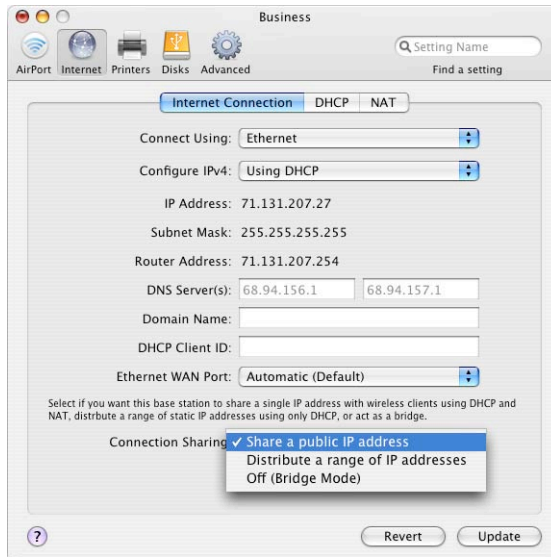 Business
Setting Name
AirPort Internet Printers Disks Advanced Find a setting
Internet Connection DHCP NAT
Connect Using: Ethernet
Configure IPv4: Using DHCP
IP Address: 71.131.207.27
Subnet Mask: 255.255.255.255
Router Address: 71.131.207.254
DNS Server(s): 68.94.156.1 68.94.157.1
Domain Name:
DHCP Client ID:
Ethernet WAN Port: Automatic (Default)
Select if you want this base station to share a single IP address with wireless clients using DHCP and
NAT, distrbute a range of static IP addresses using only DHCP, or act as a bridge.
Connection Sharing ✓ Share a public IP address
Distribute a range of IP addresses
Off (Bridge Mode)
? Revert Update